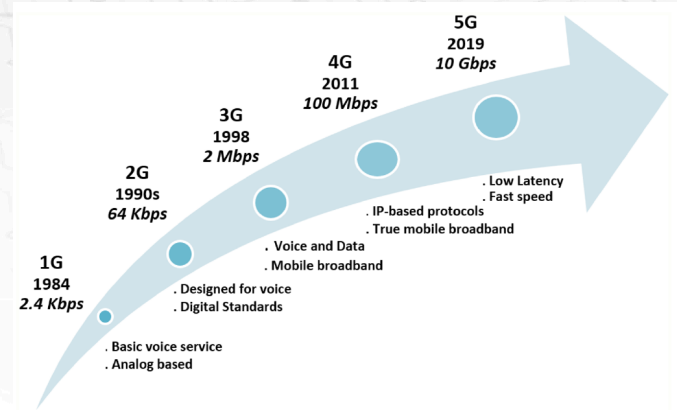 5G
2019
10 Gbps
4G
2011
100 Mbps
3G
1998
2 Mbps
2G
1990s
64 Kbps
1G
1984
2.4 Kbps
. Low Latency
. Fast speed
. IP-based protocols
. True mobile broadband
. Voice and Data
. Mobile broadband
. Designed for voice
. Digital Standards
. Basic voice service
. Analog based